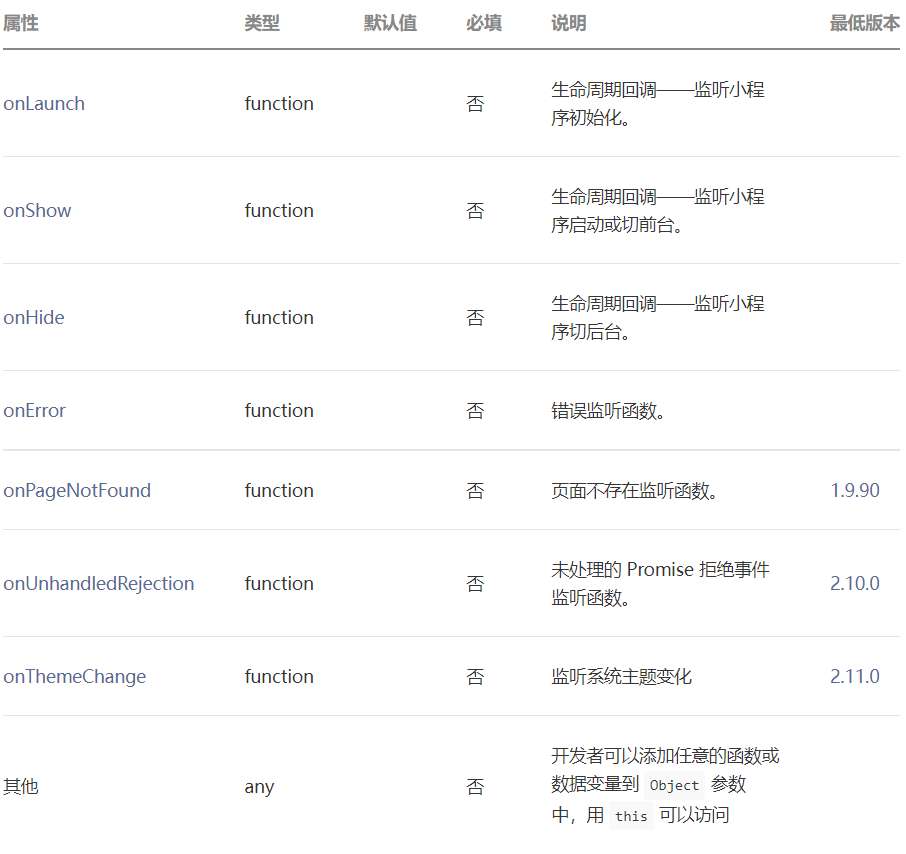 属性 类型 默认值 必填 说明 最低版本
onLaunch function 否 生命周期回调——监听小程
序初始化。
onShow function 否 生命周期回调——监听小程
序启动或切前台。
onHide function 否 生命周期回调——监听小程
序切后台。
onError function 否 错误监听函数。
onPageNotFound function 否 页面不存在监听函数。 1.9.90
onUnhandledRejection function 否 未处理的 Promise 拒绝事件
监听函数。 2.10.0
onThemeChange function 否 监听系统主题变化 2.11.0
其他 any 否 开发者可以添加任意的函数或
数据变量到 Object 参数
中，用 this 可以访问